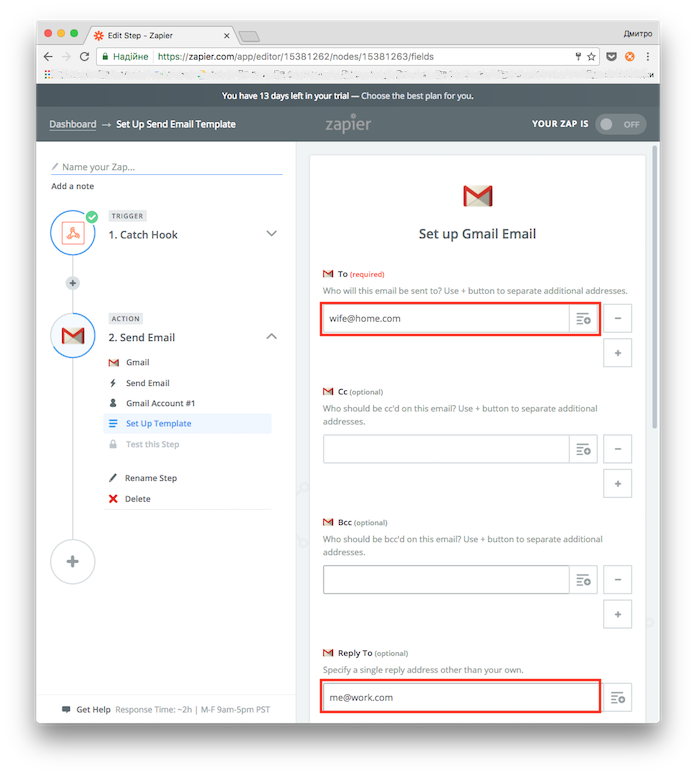 Edit Step - Zapier
Дмитро
Надійне https://zapier.com/app/editor/15381262/nodes/15381263/fields
You have 13 days left in your trial — Choose the best plan for you.
Dashboard → Set Up Send Email Template
zapier
YOUR ZAP IS OFF
Name your Zap...
Add a note
TRIGGER
1. Catch Hook
ACTION
2. Send Email
Gmail
Send Email
Gmail Account #1
Set Up Template
Test this Step
Rename Step
Delete
Get Help Response Time: ~2h | M-F 9am-5pm PST
Set up Gmail Email
To (required)
Who will this email be sent to? Use + button to separate additional addresses.
wife@home.com
Cc (optional)
Who should be cc'd on this email? Use + button to separate additional
addresses.
Bcc (optional)
Who should be bcc'd on this email? Use + button to separate additional
addresses.
Reply To (optional)
Specify a single reply address other than your own.
me@work.com